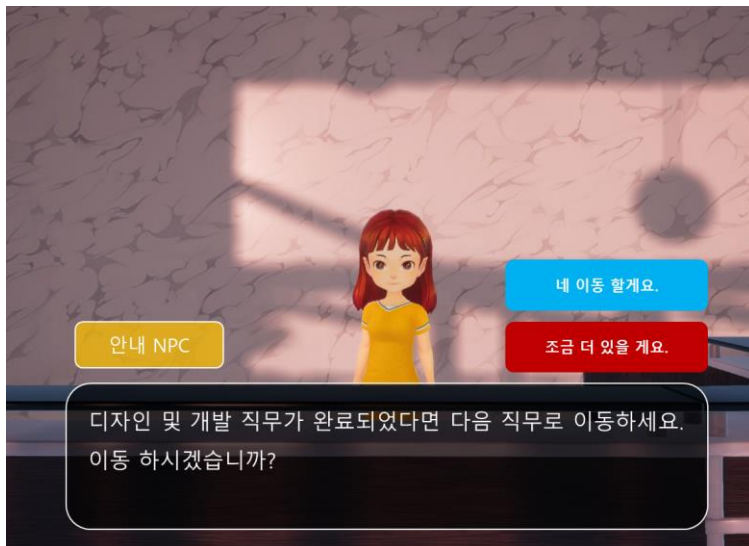 네 이동 할게요.
안내 NPC
조금 더 있을 게요.
디자인 및 개발 직무가 완료되었다면 다음 직무로 이동하세요.
이동 하시겠습니까?